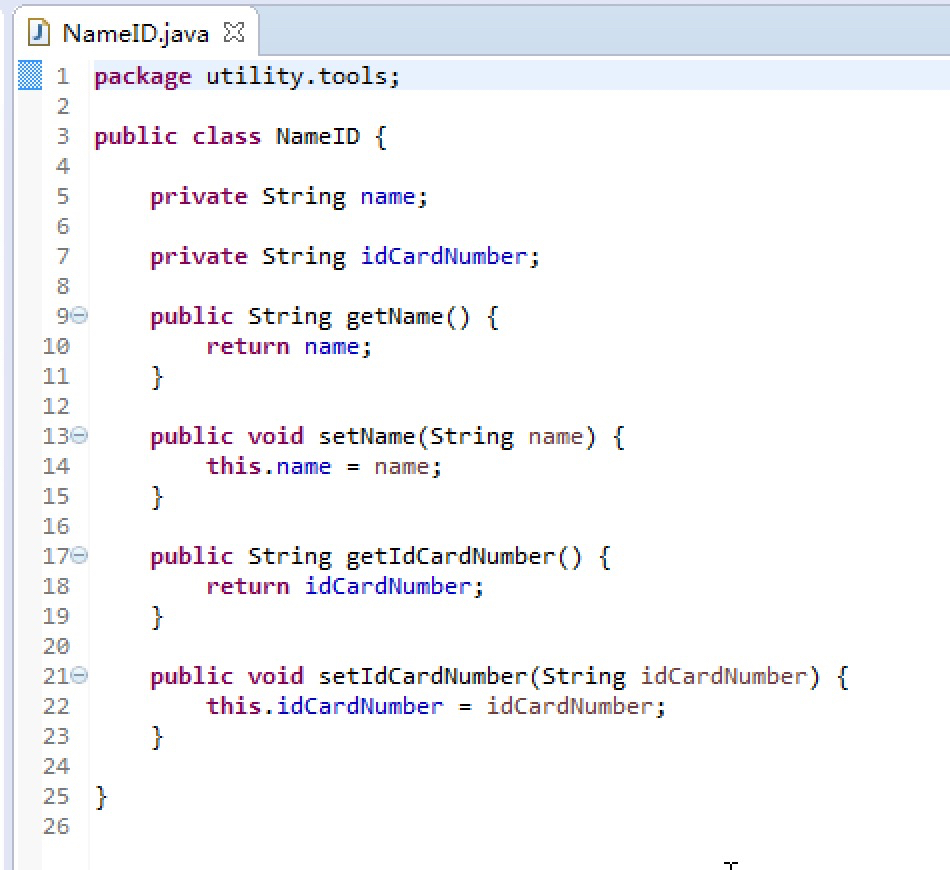 NameID.java
1 package utility.tools;
2
3 public class NameID {
4
5     private String name;
6
7     private String idCardNumber;
8
9     public String getName() {
10         return name;
11     }
12
13     public void setName(String name) {
14         this.name = name;
15     }
16
17     public String getIdCardNumber() {
18         return idCardNumber;
19     }
20
21     public void setIdCardNumber(String idCardNumber) {
22         this.idCardNumber = idCardNumber;
23     }
24
25 }
26